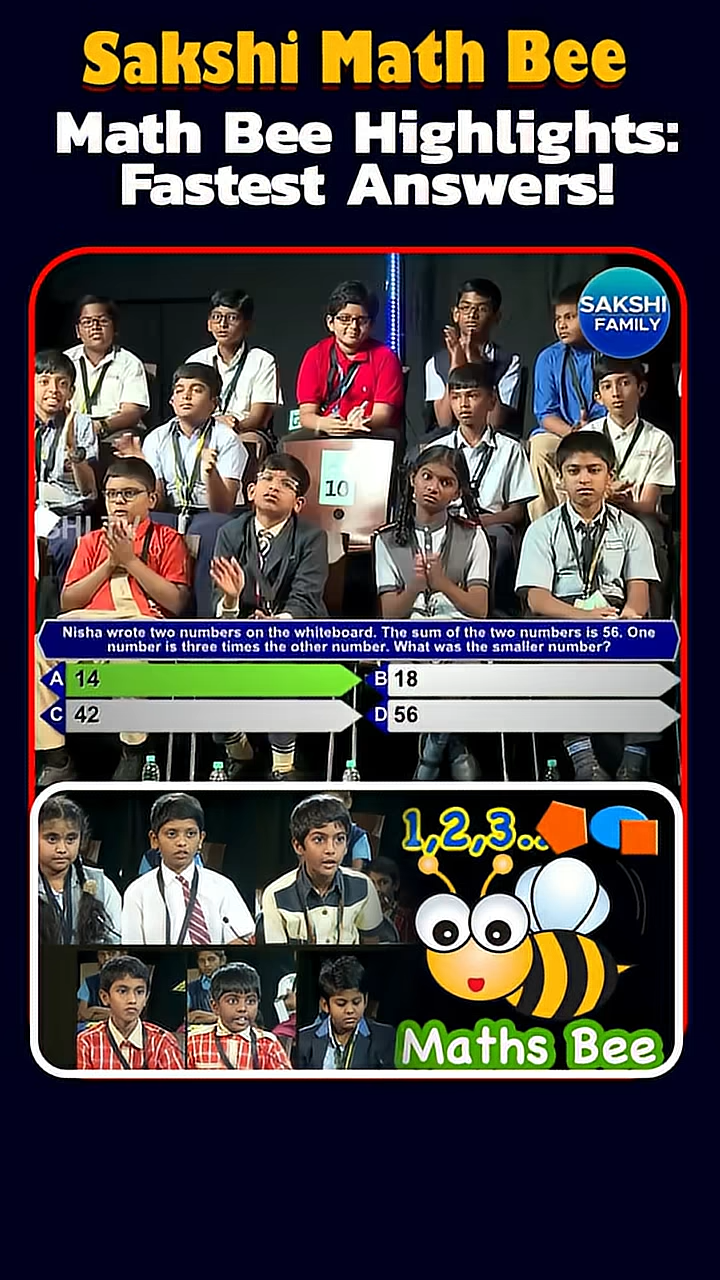 Sakshi Math Bee
Math Bee Highlights:
Fastest Answers!
SAKSHI
FAMILY
10
Nisha wrote two numbers on the whiteboard. The sum of the two numbers is 56. One
number is three times the other number. What was the smaller number?
A 14
B 18
C 42
D 56
1,2,3..
Maths Bee